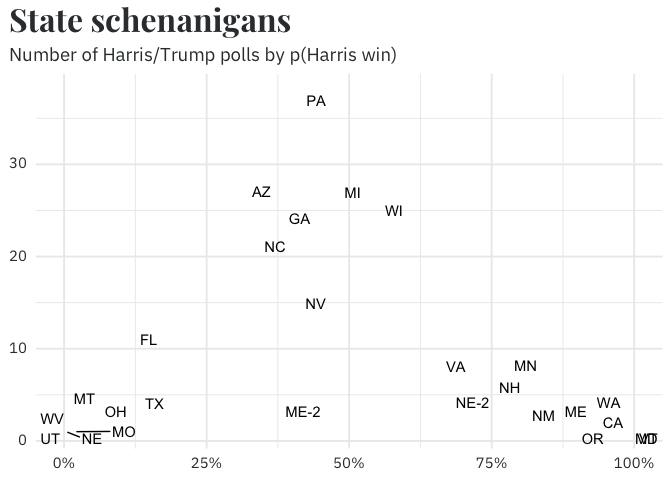 State schenanigans
Number of Harris/Trump polls by p(Harris win)
PA
30
AZ
MI
WI
GA
NC
20
NV
FL
10
VA
MN
NH
MT
TX
NE-2
WA
OH
ME-2
NM
ME
WV
CA
MO
UT
NE
OR
0
0%
25%
50%
75%
100%